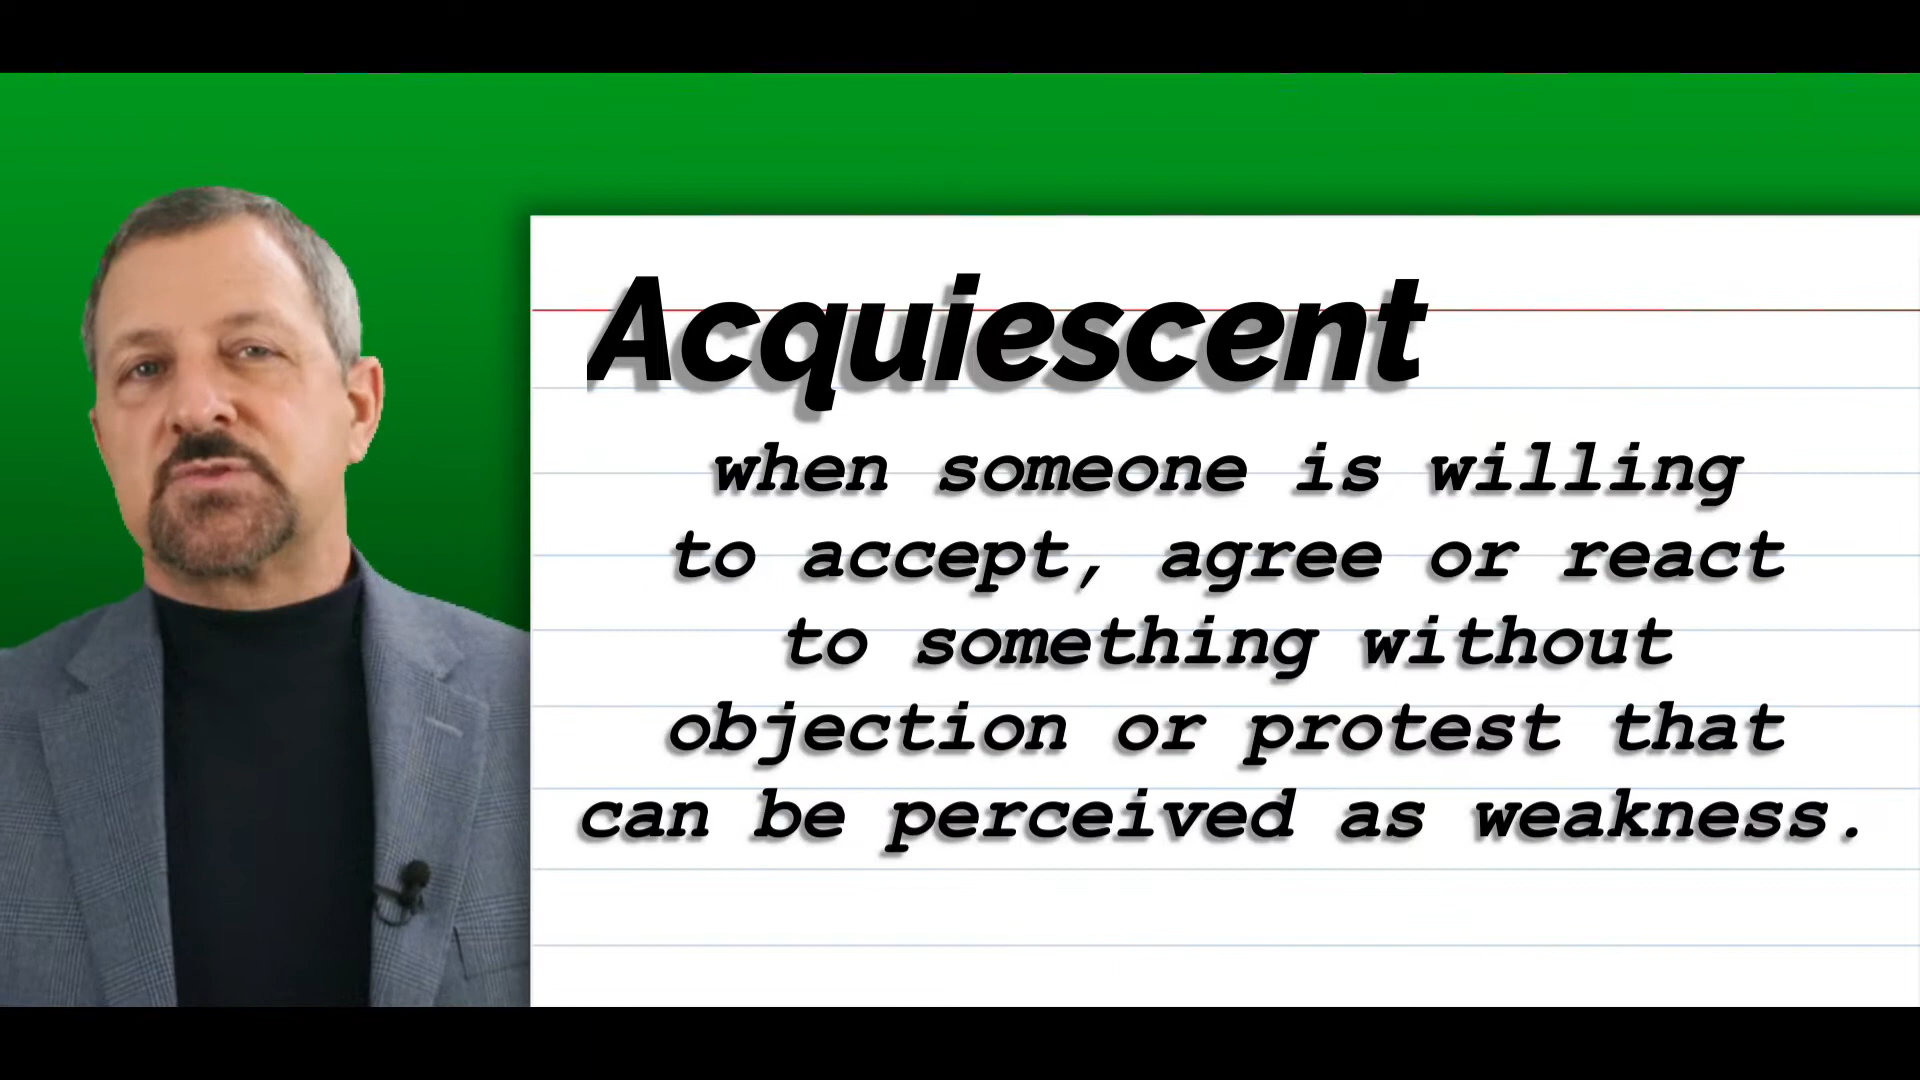 Acquiescent
when someone is willing
to accept, agree or react
to something without
objection or protest that
can be perceived as weakness.